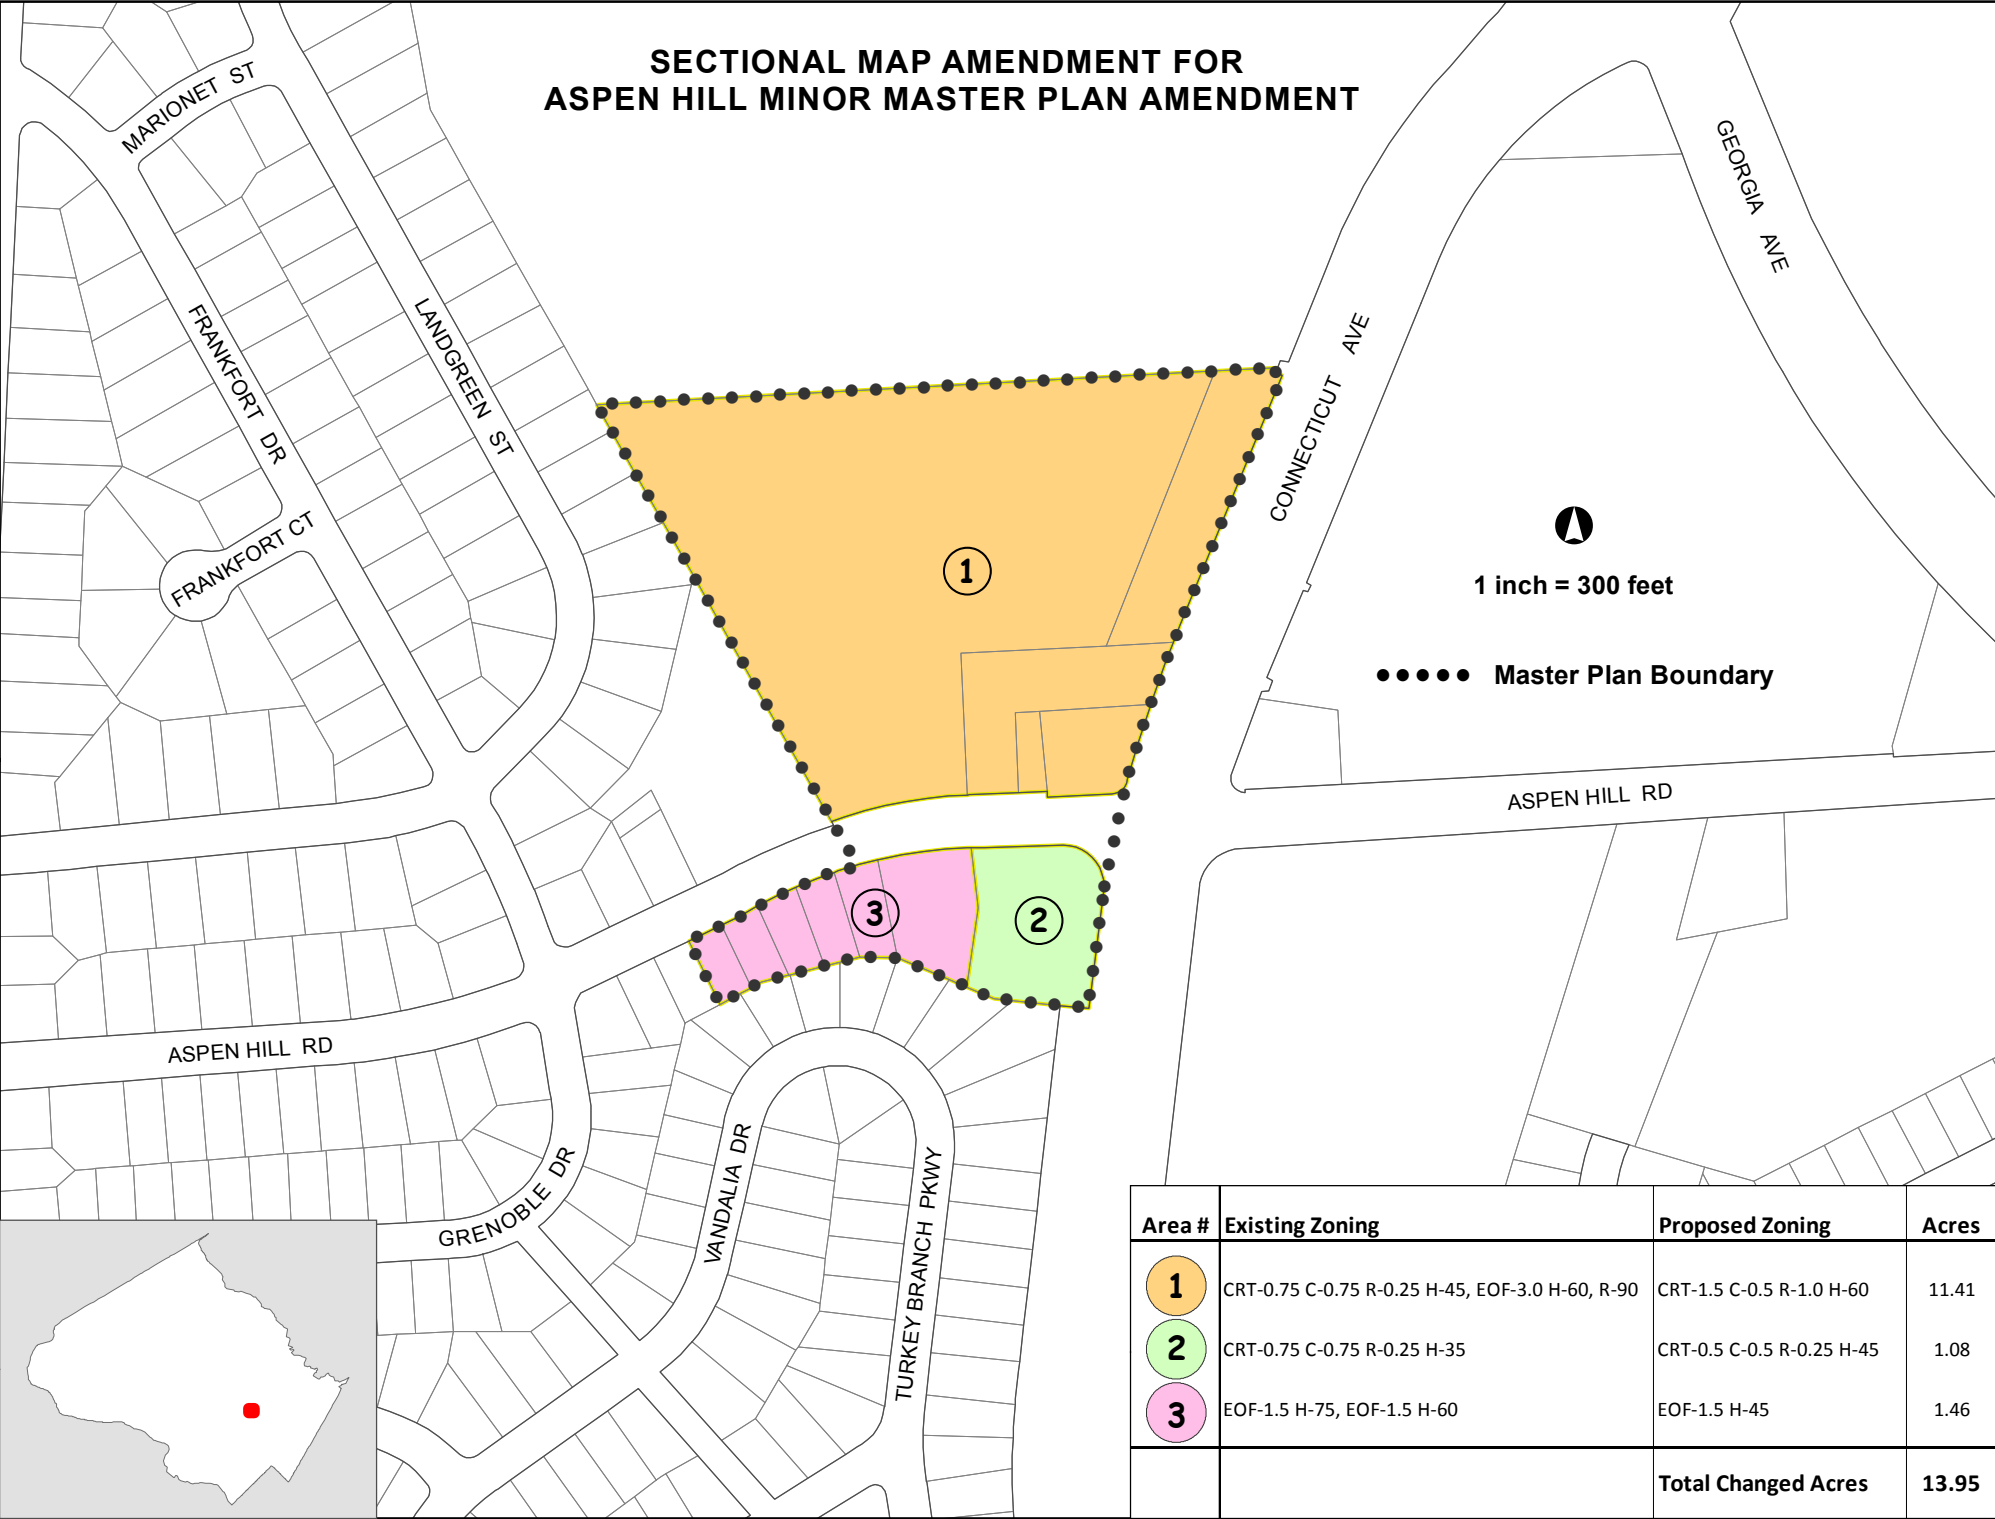 SECTIONAL MAP AMENDMENT FOR
ASPEN HILL MINOR MASTER PLAN AMENDMENT
MARIONET ST
GEORGIA AVE
FRANKFORT DR
LANDGREEN ST
CONNECTICUT AVE
FRANKFORT CT
1
1 inch = 300 feet
Master Plan Boundary
ASPEN HILL RD
3
2
ASPEN HILL RD
GRENOBLE DR
VANDALIA DR
TURKEY BRANCH PKWY
Area # Existing Zoning Proposed Zoning Acres
1 CRT-0.75 C-0.75 R-0.25 H-45, EOF-3.0 H-60, R-90 CRT-1.5 C-0.5 R-1.0 H-60 11.41
2 CRT-0.75 C-0.75 R-0.25 H-35 CRT-0.5 C-0.5 R-0.25 H-45 1.08
3 EOF-1.5 H-75, EOF-1.5 H-60 EOF-1.5 H-45 1.46
Total Changed Acres 13.95